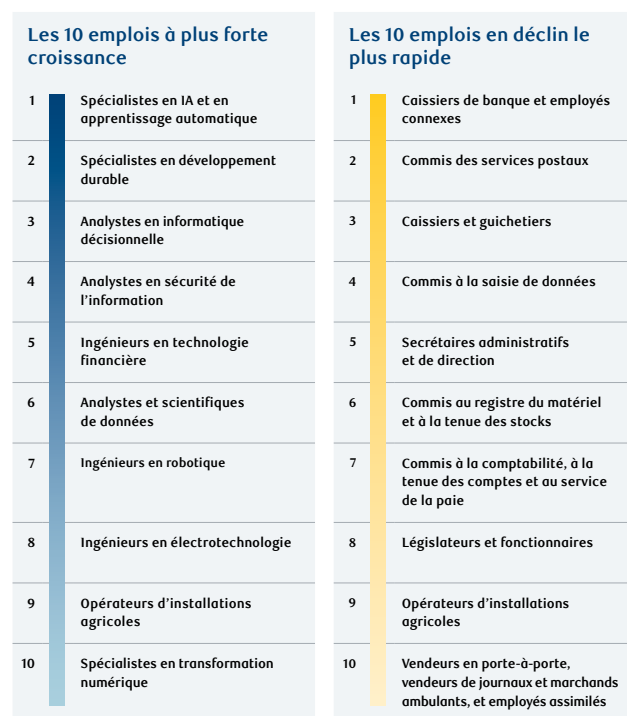 Les 10 emplois à plus forte
croissance
1 Spécialistes en IA et en
apprentissage automatique
2 Spécialistes en développement
durable
3 Analystes en informatique
décisionnelle
4 Analystes en sécurité de
l'information
5 Ingénieurs en technologie
financière
6 Analystes et scientifiques
de données
7 Ingénieurs en robotique
8 Ingénieurs en électrotechnologie
9 Opérateurs d'installations
agricoles
10 Spécialistes en transformation
numérique
Les 10 emplois en déclin le
plus rapide
1 Caissiers de banque et employés
connexes
2 Commis des services postaux
3 Caissiers et guichetiers
4 Commis à la saisie de données
5 Secrétaires administratifs
et de direction
6 Commis au registre du matériel
et à la tenue des stocks
7 Commis à la comptabilité, à la
tenue des comptes et au service
de la paie
8 Législateurs et fonctionnaires
9 Opérateurs d'installations
agricoles
10 Vendeurs en porte-à-porte,
vendeurs de journaux et marchands
ambulants, et employés assimilés